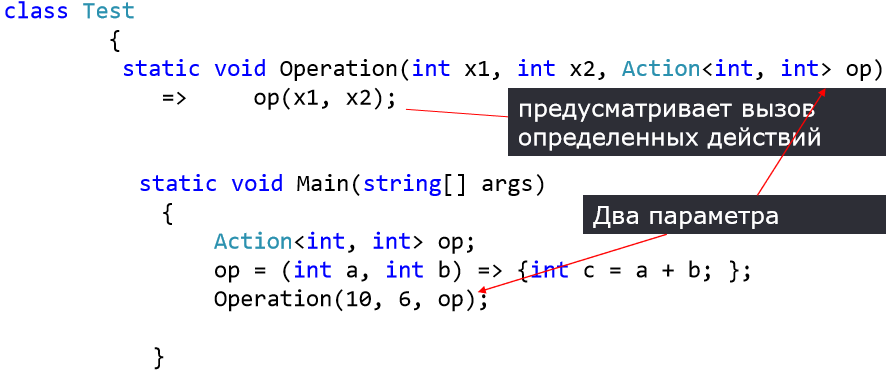 class Test
{
static void Operation(int x1, int x2, Action<int, int> op)
=> op(x1, x2);
предусматривает вызов
определенных действий
static void Main(string[] args)
{
Два параметра
Action<int, int> op;
op = (int a, int b) => {int c = a + b; };
Operation(10, 6, op);
}